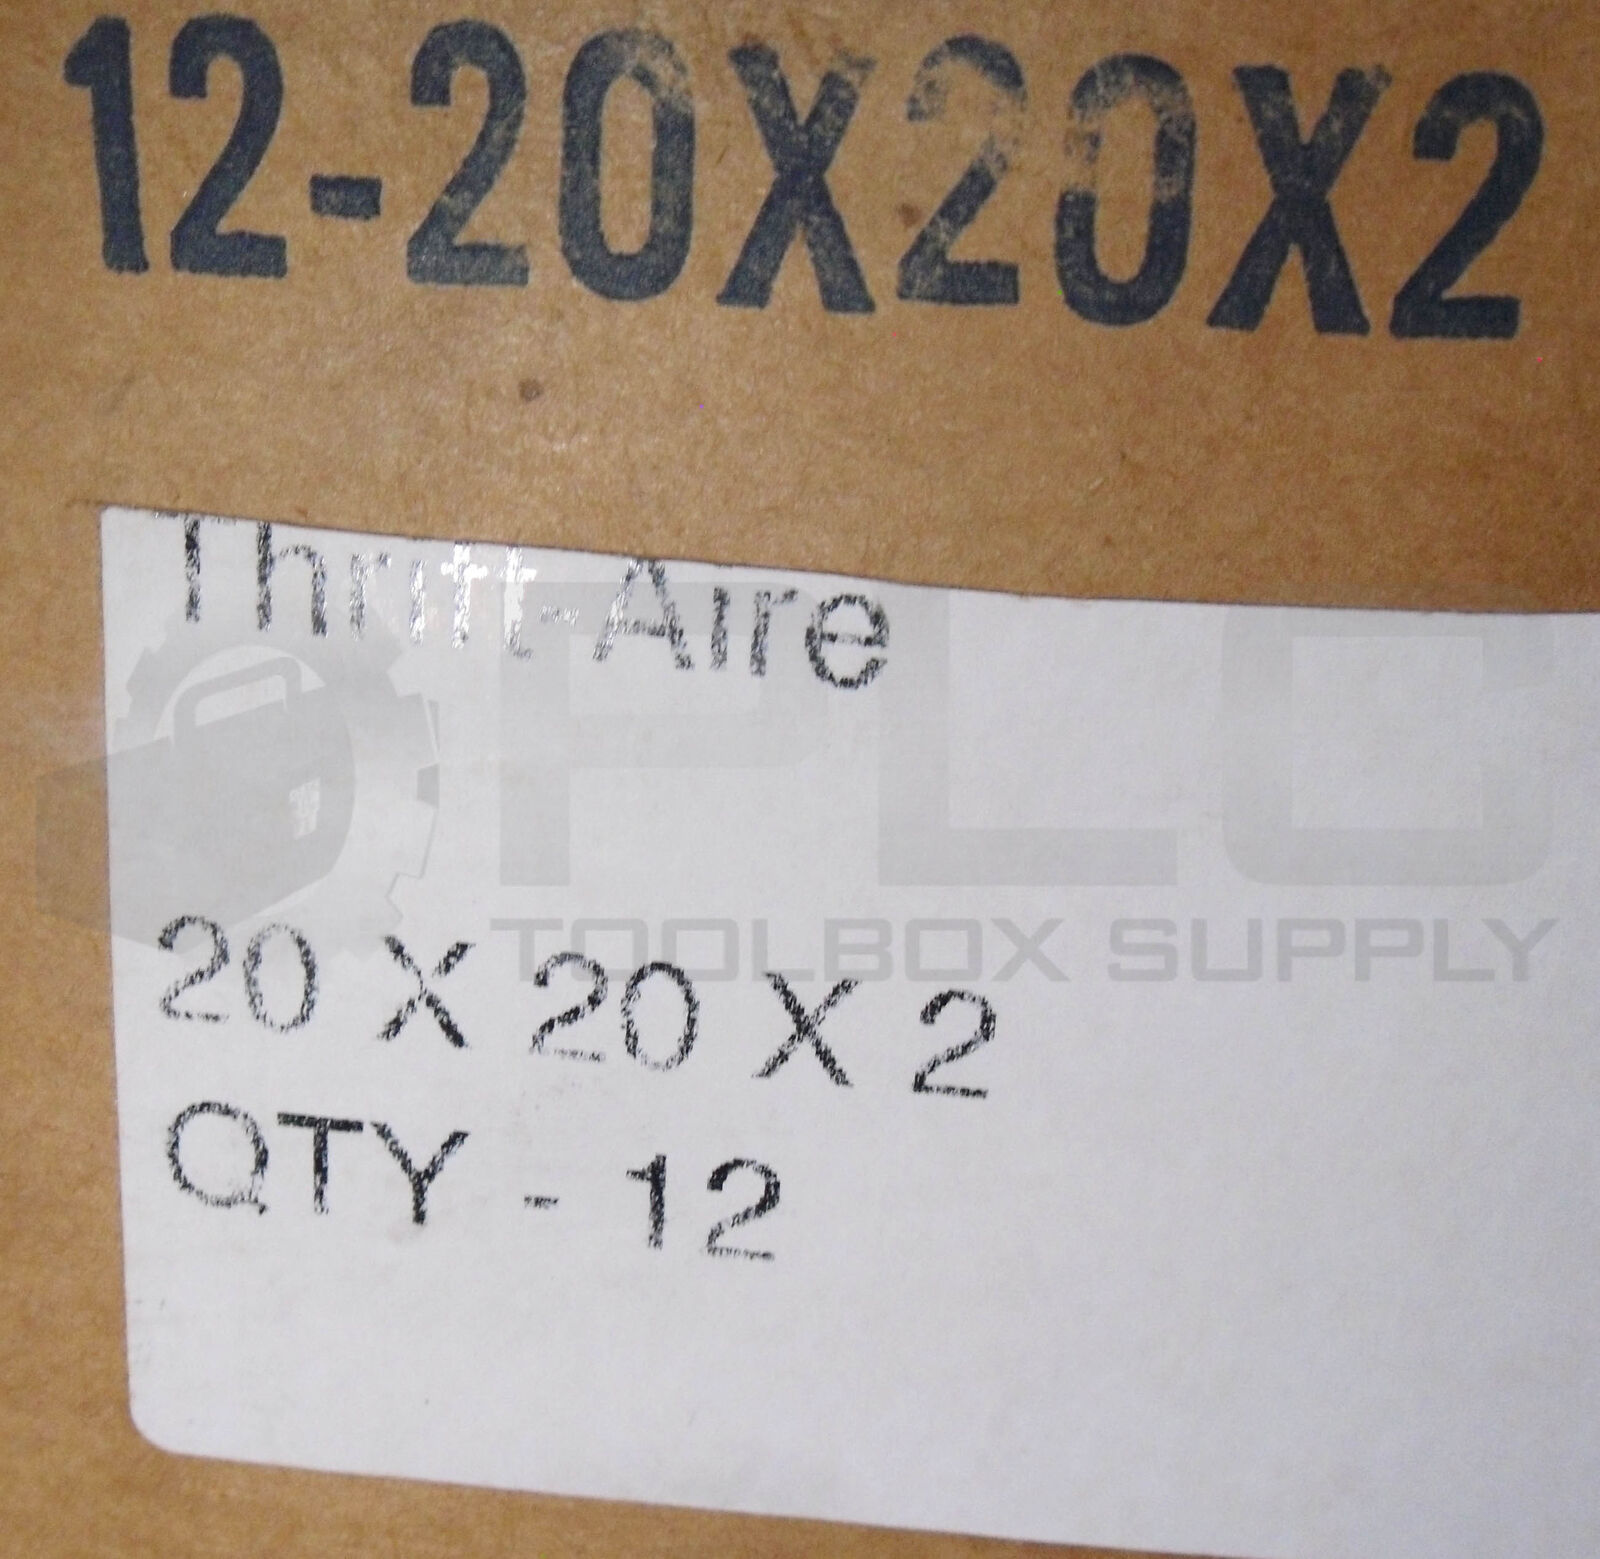 12-20X20X2
Thrift-Aire
PLC
TOOLBOX SUPPLY
20 X 20 X 2
QTY - 12